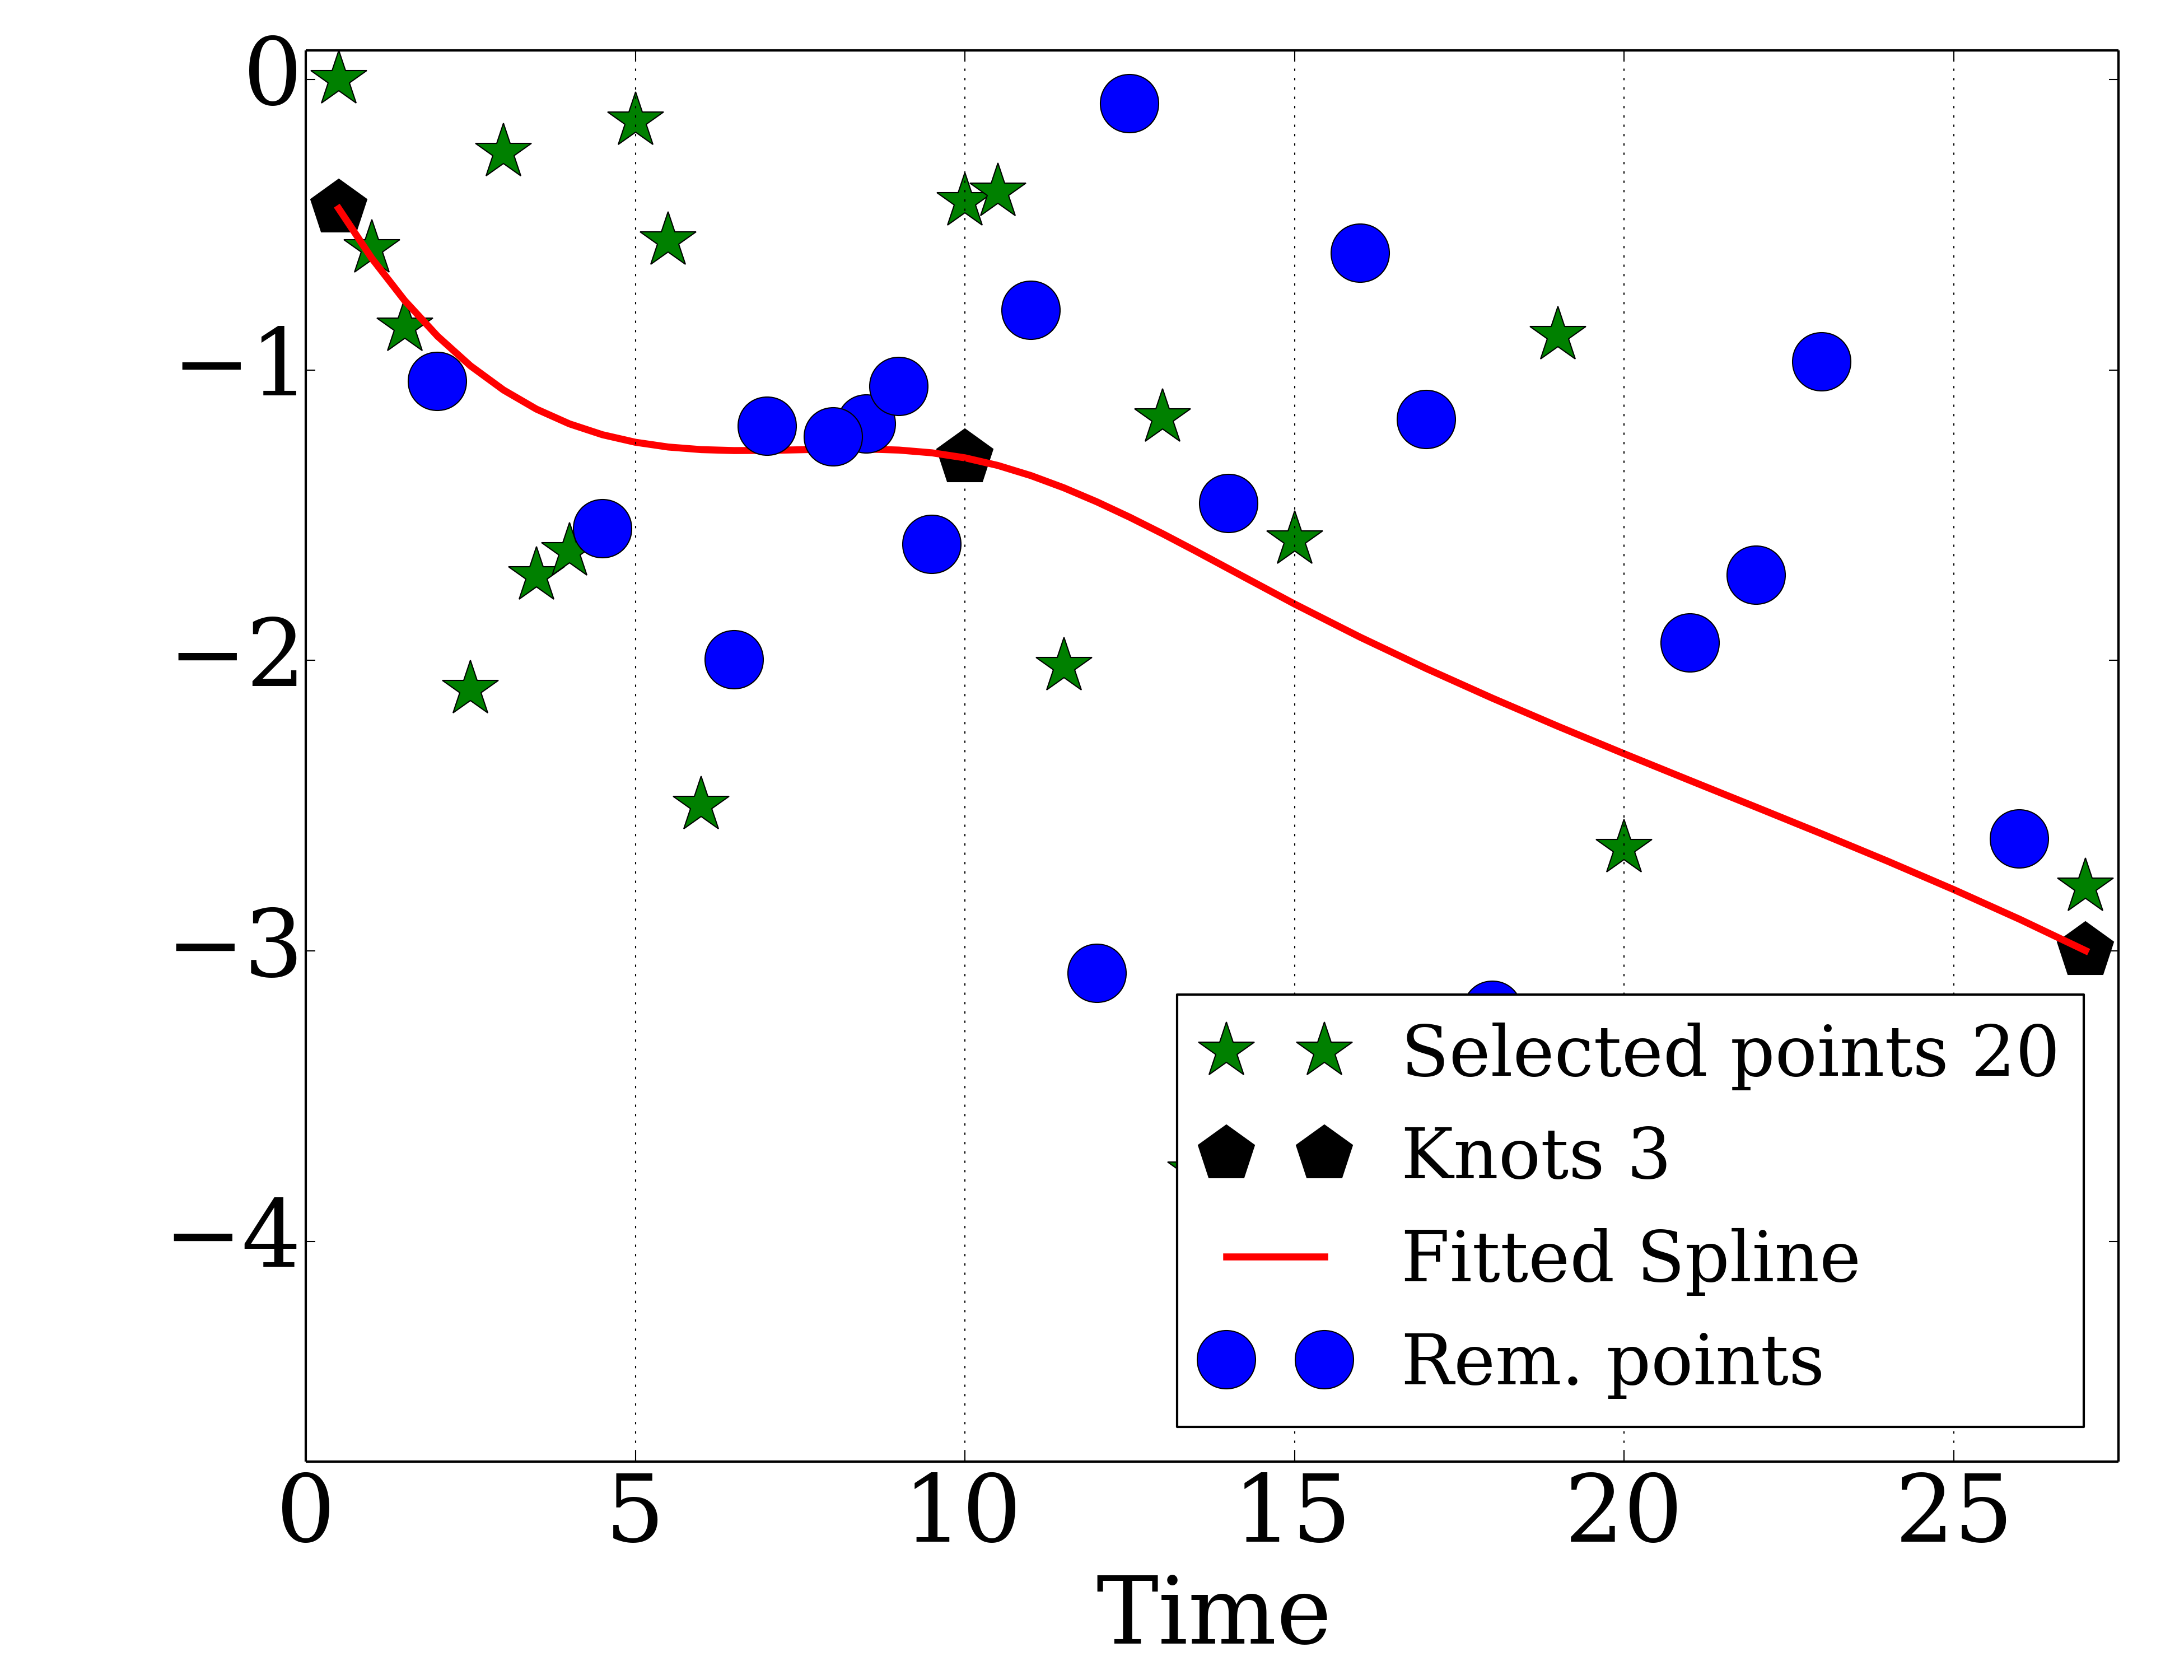 0
−1
−2
−3
−4
Selected points 20
Knots 3
Fitted Spline
Rem. points
0 5 10 15 20 25
Time